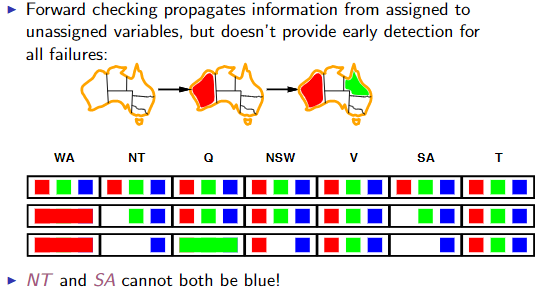 ▶ Forward checking propagates information from assigned to
unassigned variables, but doesn't provide early detection for
all failures:
WA NT Q NSW V SA T
▶ NT and SA cannot both be blue!